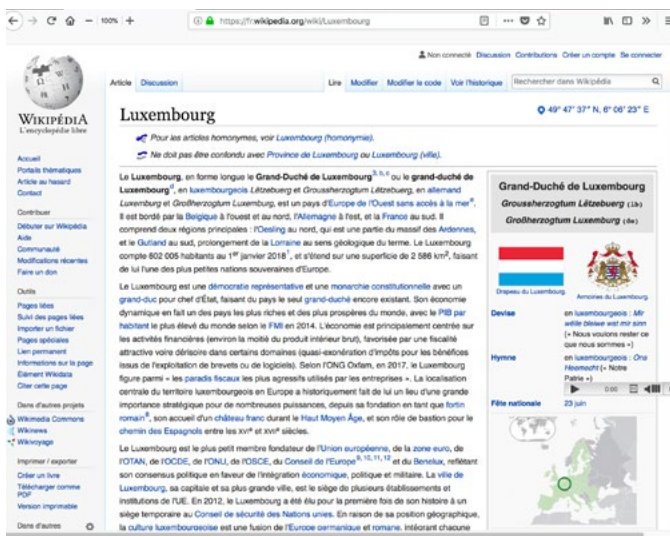 100%
https://fr.wikipedia.org/wiki/Luxembourg
Non connecté Discussion Contributions Créer un compte Se connecter
Article Discussion
Lire Modifier Modifier le code Voir l'historique
Rechercher dans Wikipédia
WIKIPÉDIA
L'encyclopédie libre
Accueil
Portails thématiques
Article au hasard
Contact
Contribuer
Débuter sur Wikipédia
Aide
Communauté
Modifications récentes
Faire un don
Outils
Pages liées
Suivi des pages liées
Importer un fichier
Pages spéciales
Lien permanent
Informations sur la page
Élément Wikidata
Citer cette page
Dans d'autres projets
Wikimedia Commons
Wikinews
Wikivoyage
Imprimer / exporter
Créer un livre
Télécharger comme
PDF
Version imprimable
Dans d'autres
Luxembourg
49° 47′ 37″ N, 6° 06′ 23″ E
Pour les articles homonymes, voir Luxembourg (homonymie).
Ne doit pas être confondu avec Province de Luxembourg ou Luxembourg (ville).
Le Luxembourg, en forme longue le Grand-Duché de Luxembourg3, b, c ou le grand-duché de
Luxembourgd, en luxembourgeois Lëtzebuerg et Groussherzogtum Lëtzebuerg, en allemand
Luxemburg et Großherzogtum Luxemburg, est un pays d'Europe de l'Ouest sans accès à la mere.
Il est bordé par la Belgique à l'ouest et au nord, l'Allemagne à l'est, et la France au sud. Il
comprend deux régions principales : l'Oesling au nord, qui est une partie du massif des Ardennes,
et le Gutland au sud, prolongement de la Lorraine au sens géologique du terme. Le Luxembourg
compte 602 005 habitants au 1er janvier 20181, et s'étend sur une superficie de 2 586 km2, faisant
de lui l'une des plus petites nations souveraines d'Europe.
Le Luxembourg est une démocratie représentative et une monarchie constitutionnelle avec un
grand-duc pour chef d'État, faisant du pays le seul grand-duché encore existant. Son économie
dynamique en fait un des pays les plus riches et des plus prospères du monde, avec le PIB par
habitant le plus élevé du monde selon le FMI en 2014. L'économie est principalement centrée sur
les activités financières (environ la moitié du produit intérieur brut), favorisée par une fiscalité
attractive voire dérisoire dans certains domaines (quasi-exonération d'impôts pour les bénéfices
issus de l'exploitation de brevets ou de logiciels). Selon l'ONG Oxfam, en 2017, le Luxembourg
figure parmi « les paradis fiscaux les plus agressifs utilisés par les entreprises ». La localisation
centrale du territoire luxembourgeois en Europe a historiquement fait de lui un lieu d'une grande
importance stratégique pour de nombreuses puissances, depuis sa fondation en tant que fortin
romain8, son accueil d'un château franc durant le Haut Moyen Âge, et son rôle de bastion pour le
chemin des Espagnols entre les XVIe et XVIIe siècles.
Le Luxembourg est le plus petit membre fondateur de l'Union européenne, de la zone euro, de
l'OTAN, de l'OCDE, de l'ONU, de l'OSCE, du Conseil de l'Europe9, 10, 11, 12 et du Benelux, reflétant
son consensus politique en faveur de l'intégration économique, politique et militaire. La ville de
Luxembourg, sa capitale et sa plus grande ville, est le siège de plusieurs établissements et
institutions de l'UE. En 2012, le Luxembourg a été élu pour la première fois de son histoire à un
siège temporaire au Conseil de sécurité des Nations unies. En raison de sa position géographique,
la culture luxembourgeoise est une fusion de l'Europe germanique et romane, intégrant chacune
Grand-Duché de Luxembourg
Groussherzogtum Lëtzebuerg (lb)
Großherzogtum Luxemburg (de)
Drapeau du Luxembourg.
Armoiries du Luxembourg.
Devise
en luxembourgeois : Mir
wëlle bleiwe wat mir sinn
(« Nous voulons rester ce
que nous sommes »)
Hymne
en luxembourgeois : Ons
Heemecht (« Notre
Patrie »)
0:00
Fête nationale
23 juin